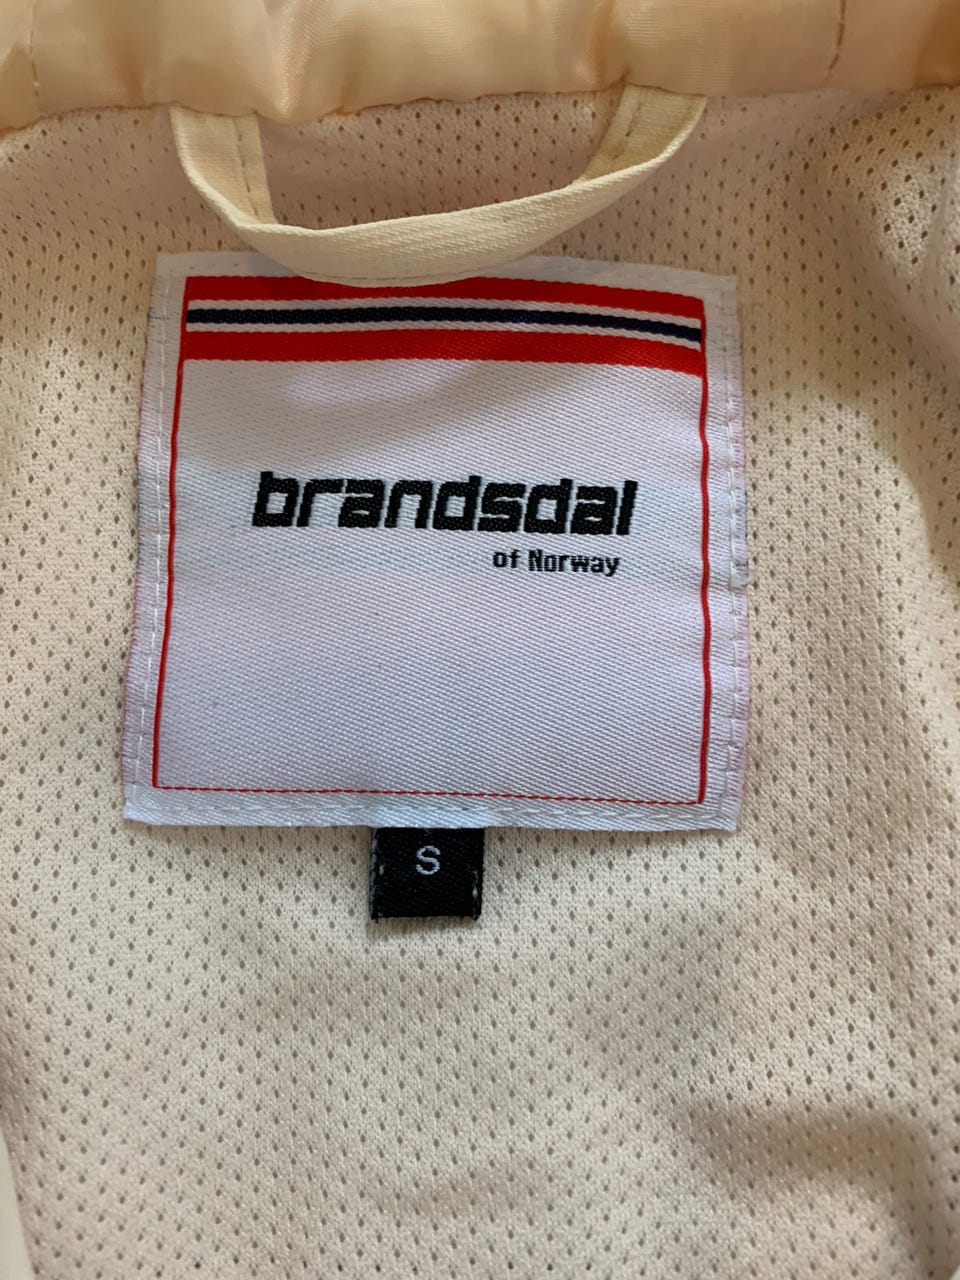 brandsdal
of Norway
S